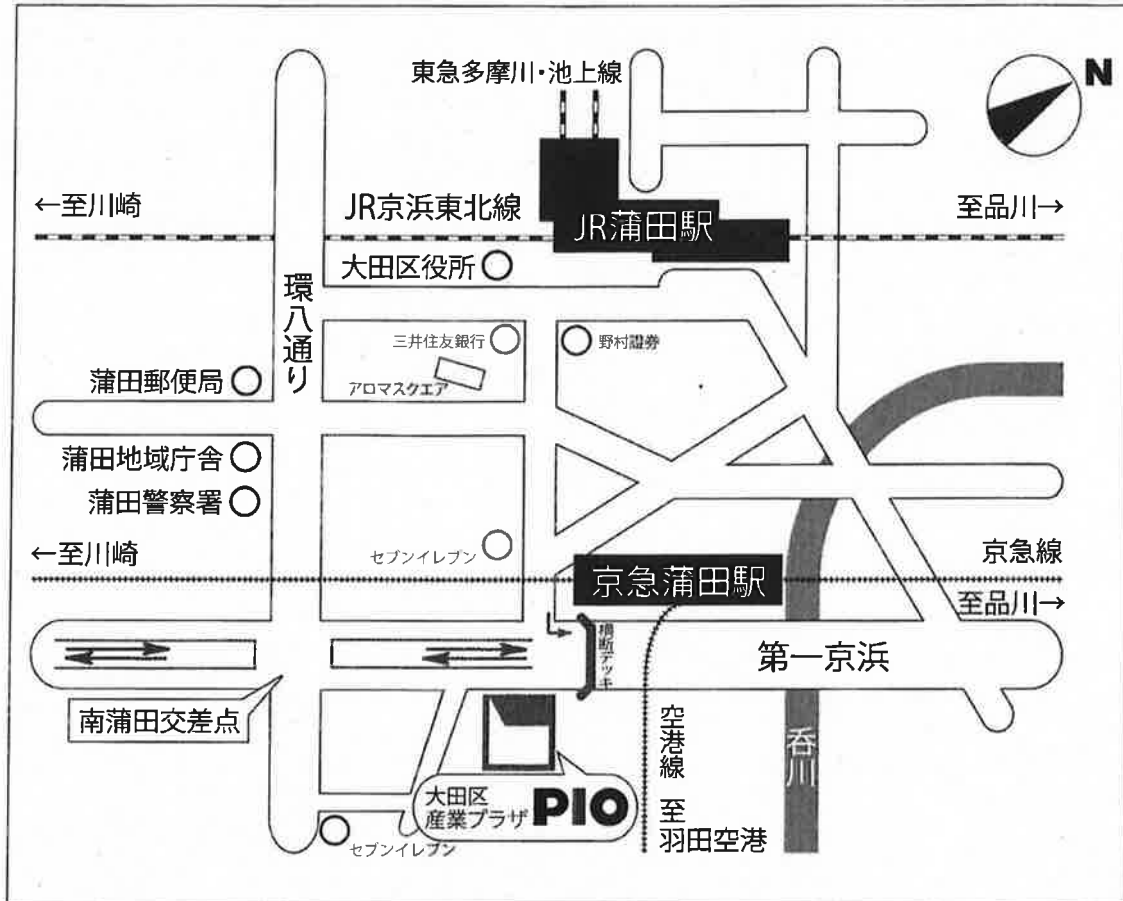 東急多摩川・池上線
N
←至川崎
JR京浜東北線
JR蒲田駅
至品川→
大田区役所
環八通り
三井住友銀行
野村證券
アロマスクエア
蒲田郵便局
蒲田地域庁舎
蒲田警察署
セブンイレブン
←至川崎
京急線
京急蒲田駅
至品川→
横断デッキ
第一京浜
南蒲田交差点
空港線 至
羽田空港
呑川
大田区
産業プラザ PIO
セブンイレブン